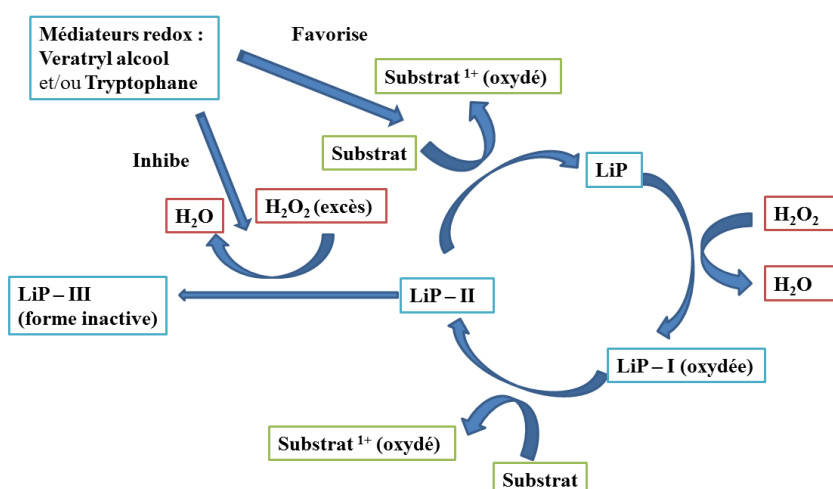 Médiateurs redox :
Veratryl alcool
et/ou Tryptophane
Favorise
Substrat ¹⁺ (oxydé)
Substrat
LiP
Inhibe
H₂O₂ (excès)
H₂O
H₂O₂
H₂O
LiP – III
(forme inactive)
LiP – II
LiP – I (oxydée)
Substrat ¹⁺ (oxydé)
Substrat